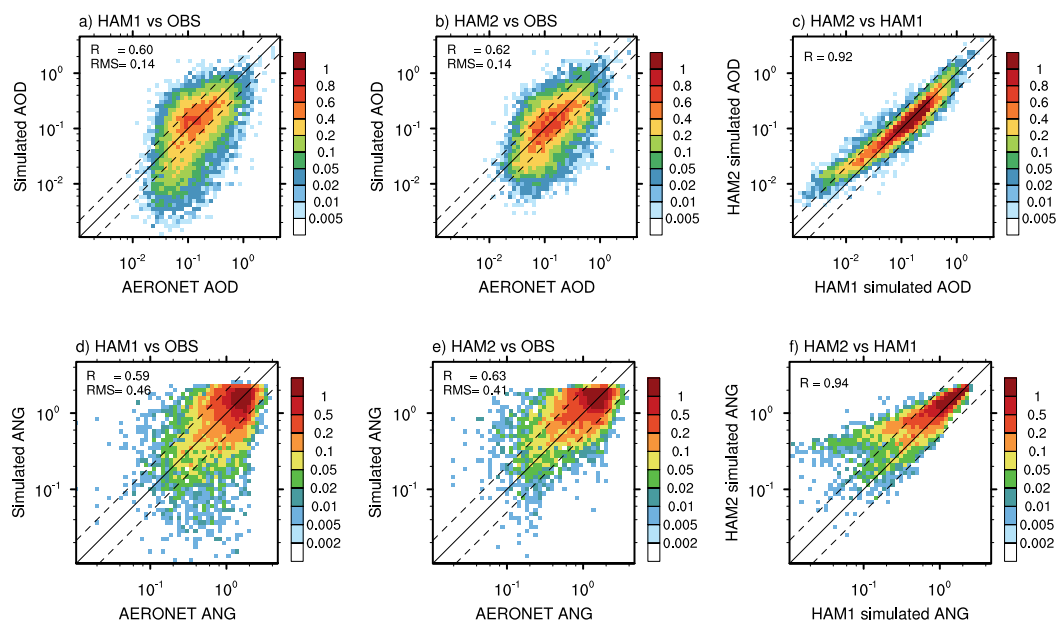 a) HAM1 vs OBS
R = 0.60
RMS= 0.14
Simulated AOD
10⁰
10⁻¹
10⁻²
10⁻² 10⁻¹ 10⁰
AERONET AOD
1
0.8
0.6
0.4
0.2
0.1
0.05
0.02
0.01
0.005
b) HAM2 vs OBS
R = 0.62
RMS= 0.14
Simulated AOD
10⁰
10⁻¹
10⁻²
10⁻² 10⁻¹ 10⁰
AERONET AOD
1
0.8
0.6
0.4
0.2
0.1
0.05
0.02
0.01
0.005
c) HAM2 vs HAM1
R = 0.92
HAM2 simulated AOD
10⁰
10⁻¹
10⁻²
10⁻² 10⁻¹ 10⁰
HAM1 simulated AOD
1
0.8
0.6
0.4
0.2
0.1
0.05
0.02
0.01
0.005
d) HAM1 vs OBS
R = 0.59
RMS= 0.46
Simulated ANG
10⁰
10⁻¹
10⁻¹ 10⁰
AERONET ANG
1
0.5
0.2
0.1
0.05
0.02
0.01
0.005
0.002
e) HAM2 vs OBS
R = 0.63
RMS= 0.41
Simulated ANG
10⁰
10⁻¹
10⁻¹ 10⁰
AERONET ANG
1
0.5
0.2
0.1
0.05
0.02
0.01
0.005
0.002
f) HAM2 vs HAM1
R = 0.94
HAM2 simulated ANG
10⁰
10⁻¹
10⁻¹ 10⁰
HAM1 simulated ANG
1
0.5
0.2
0.1
0.05
0.02
0.01
0.005
0.002